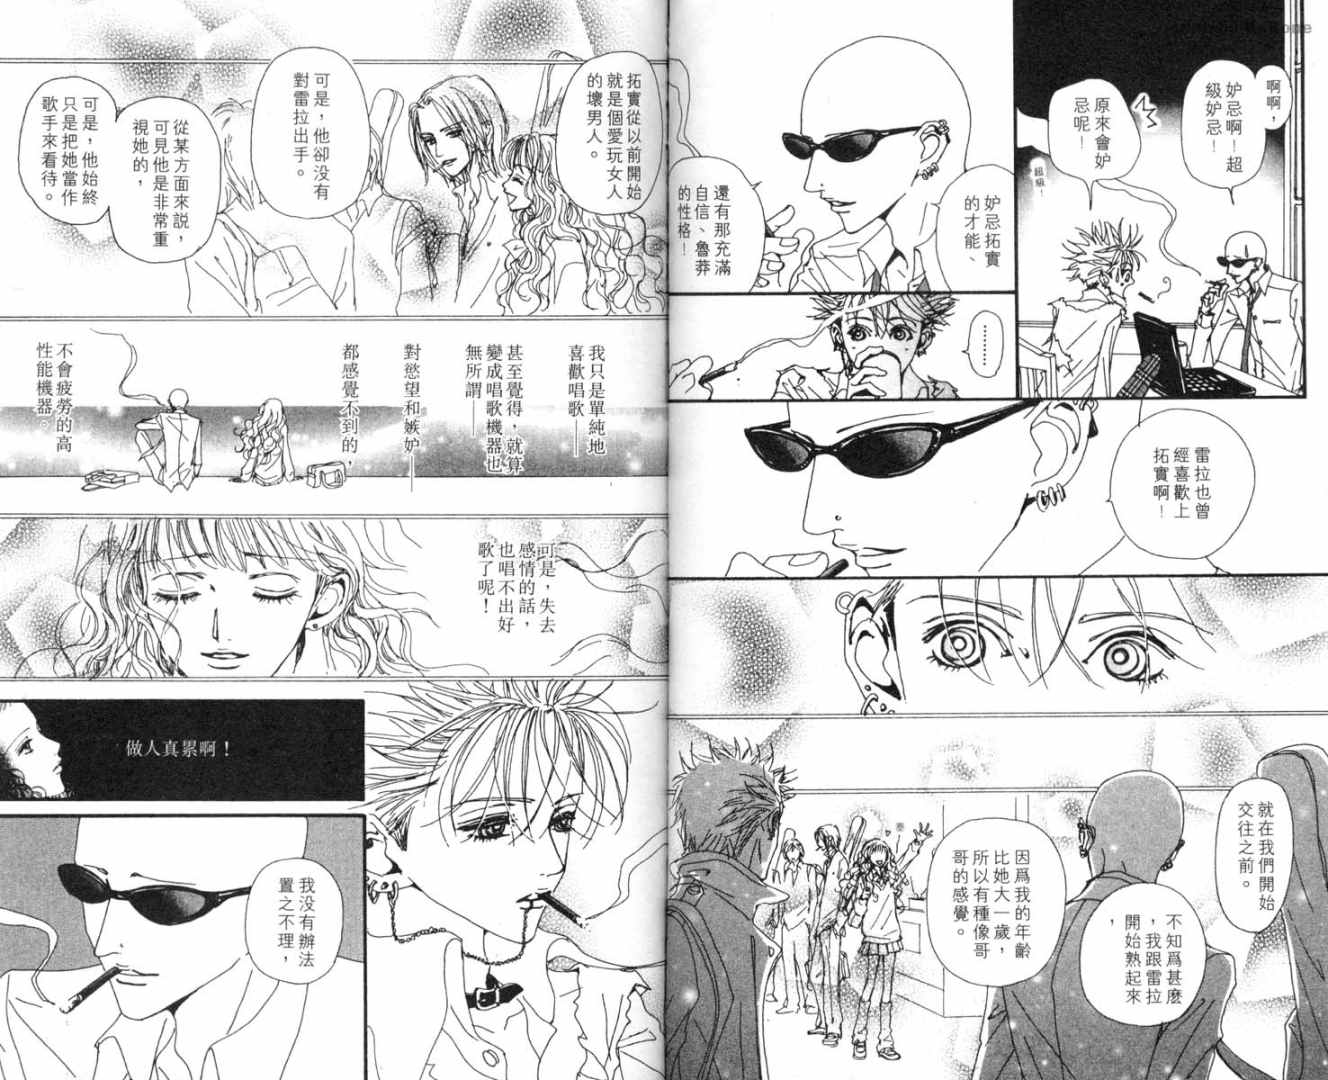 啊啊，
妒忌啊！超
級妒忌！
原來會妒
忌呢！
超級！
妒忌拓實
的才能、
還有那充滿
自信、魯莽
的性格！
………
雷拉也曾
經喜歡上
拓實啊！
就在我們開始
交往之前。
不知爲甚麼
，我跟雷拉
開始熟起來
，
因爲我的年齡
比她大一歲，
所以有種像哥
哥的感覺。
拓實從以前開始
就是個愛玩女人
的壞男人。
可是，他卻没有
對雷拉出手。
從某方面來説，
可見他是非常重
視她的，
可是，他始終
只是把她當作
歌手來看待。
我只是單純地
喜歡唱歌——
甚至覺得，就算
變成唱歌機器也
無所謂——
對慾望和嫉妒——
都感覺不到的，
不會疲勞的高
性能機器。
可是，失去
感情的話，
也唱不出好
歌了呢！
做人真累啊！
我没有辦法
置之不理，